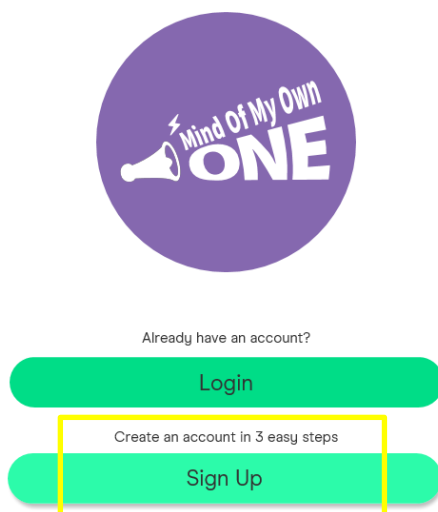 Mind Of My Own
ONE
Already have an account?
Login
Create an account in 3 easy steps
Sign Up